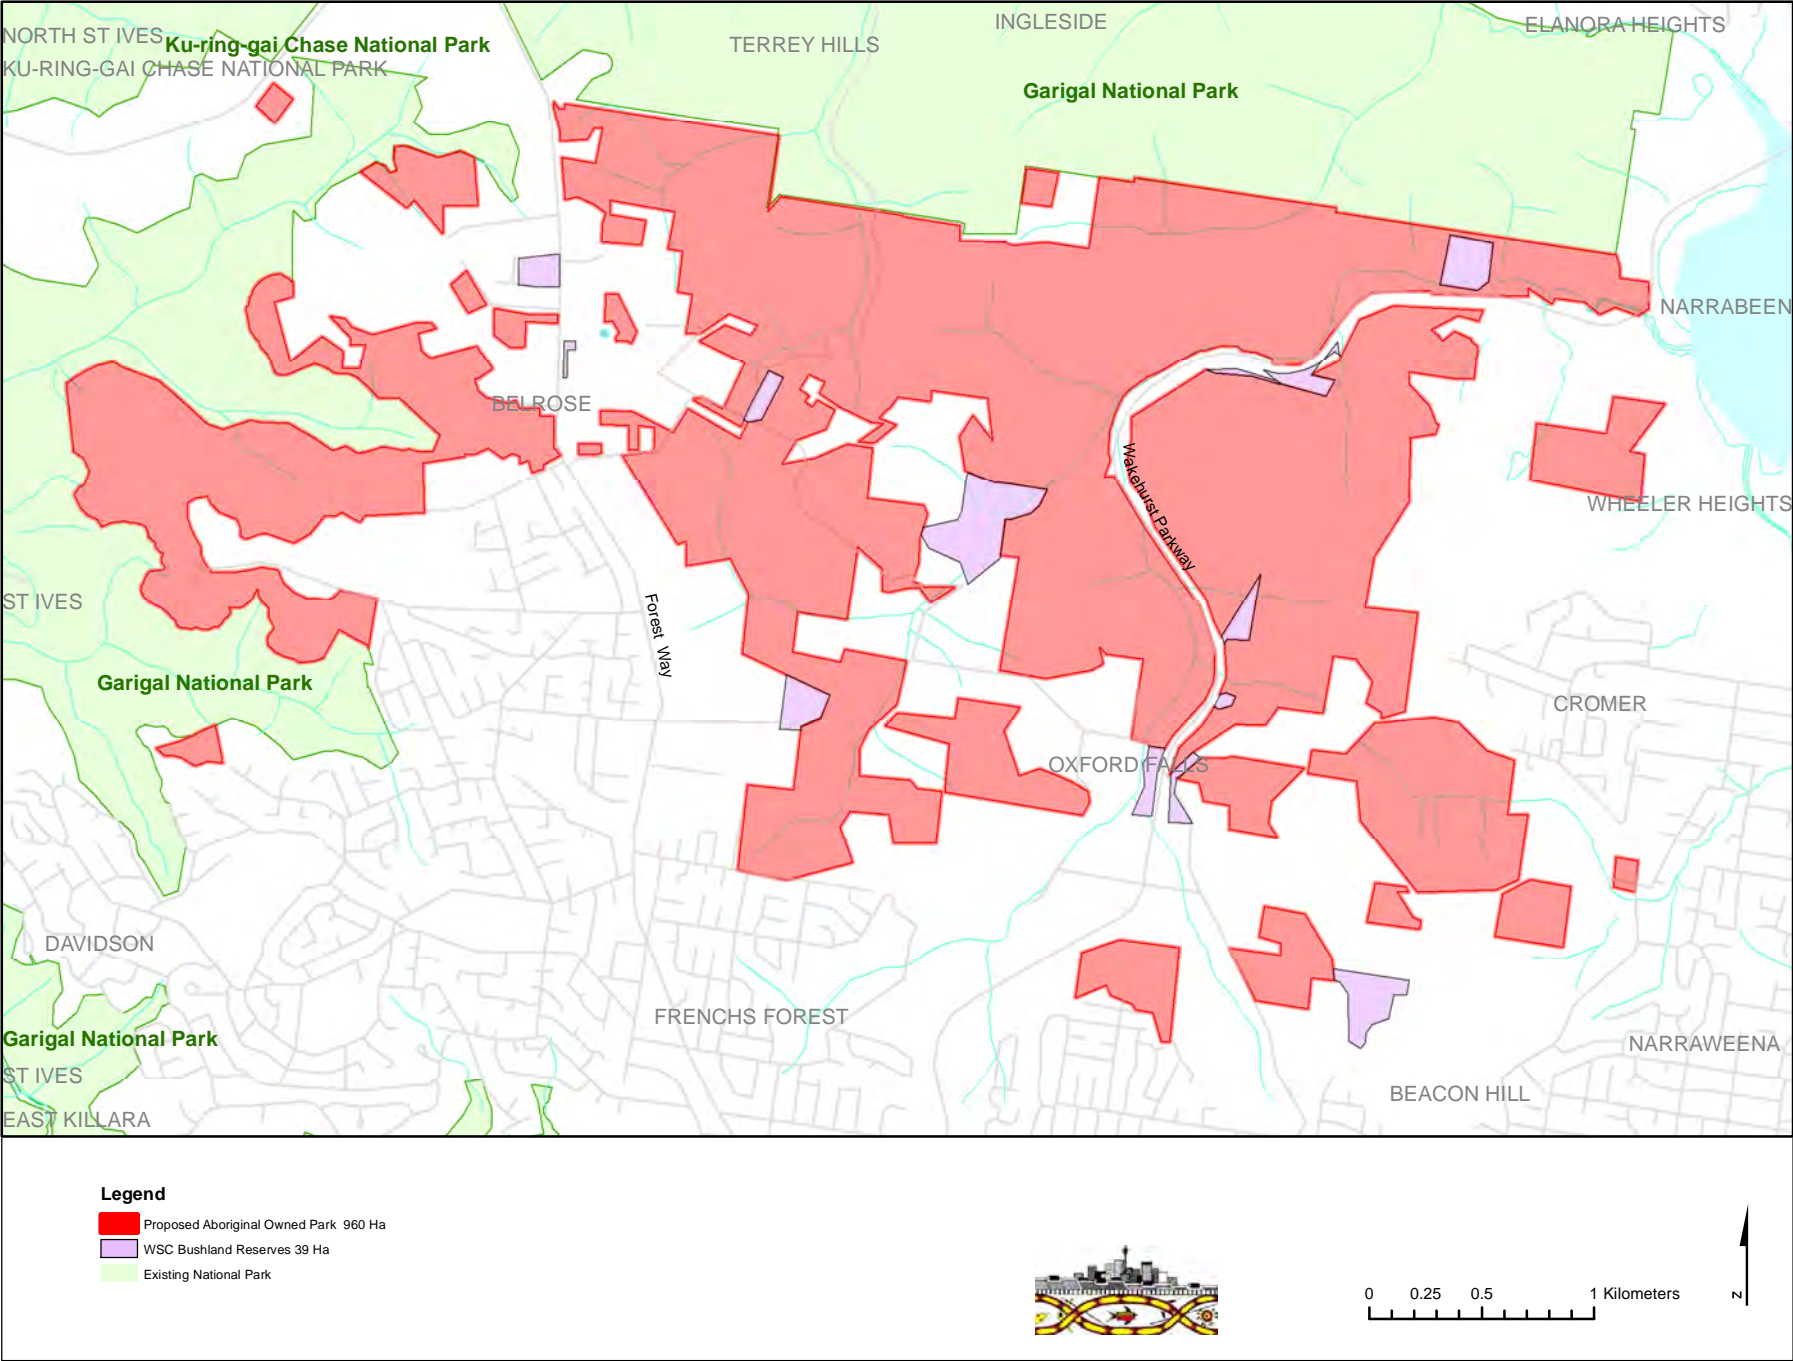 NORTH ST IVES
Ku-ring-gai Chase National Park
KU-RING-GAI CHASE NATIONAL PARK
TERREY HILLS
INGLESIDE
ELANORA HEIGHTS
Garigal National Park
NARRABEEN
BELROSE
WHEELER HEIGHTS
Wakehurst Parkway
ST IVES
Forest Way
Garigal National Park
CROMER
OXFORD FALLS
DAVIDSON
FRENCHS FOREST
Garigal National Park
NARRAWEENA
ST IVES
BEACON HILL
EAST KILLARA
Legend
Proposed Aboriginal Owned Park 960 Ha
WSC Bushland Reserves 39 Ha
Existing National Park
0 0.25 0.5 1 Kilometers
N